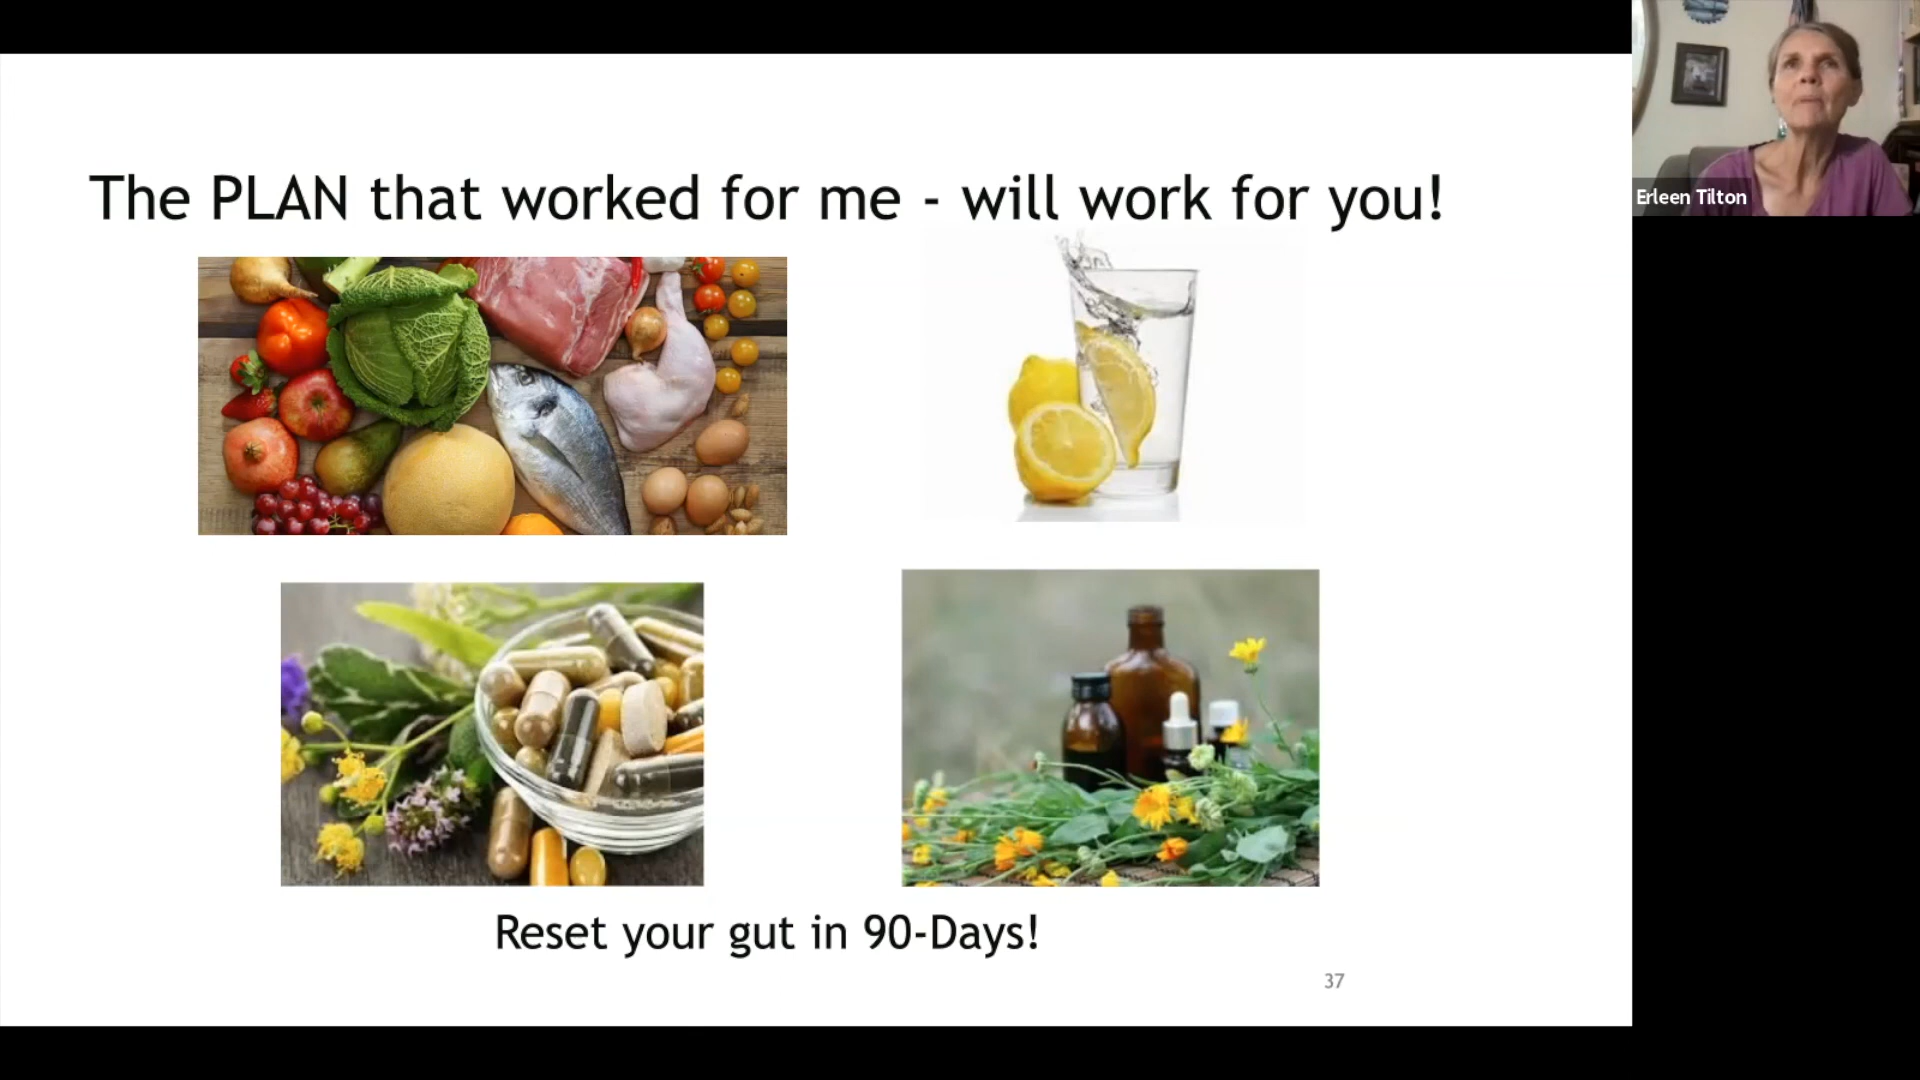 The PLAN that worked for me - will work for you!
Erleen Tilton
Reset your gut in 90-Days!
37